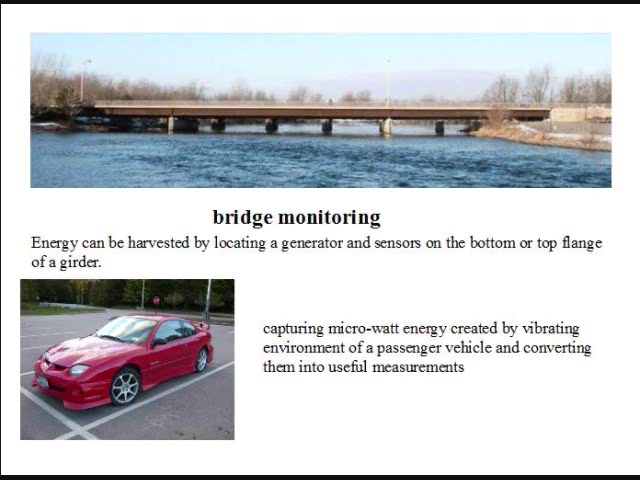 bridge monitoring
Energy can be harvested by locating a generator and sensors on the bottom or top flange
of a girder.
capturing micro-watt energy created by vibrating
environment of a passenger vehicle and converting
them into useful measurements